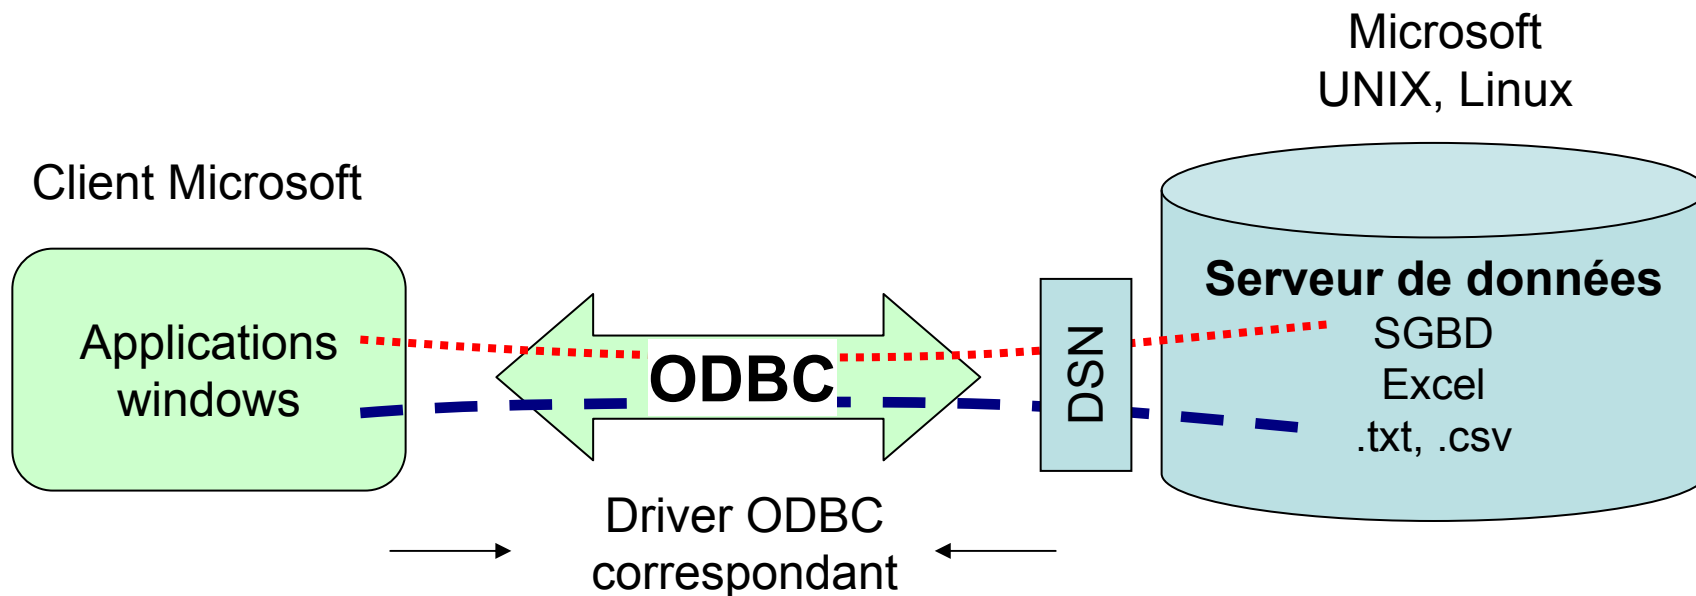 Microsoft
UNIX, Linux
Client Microsoft
Applications
windows
ODBC
DSN
Serveur de données
SGBD
Excel
.txt, .csv
Driver ODBC
correspondant